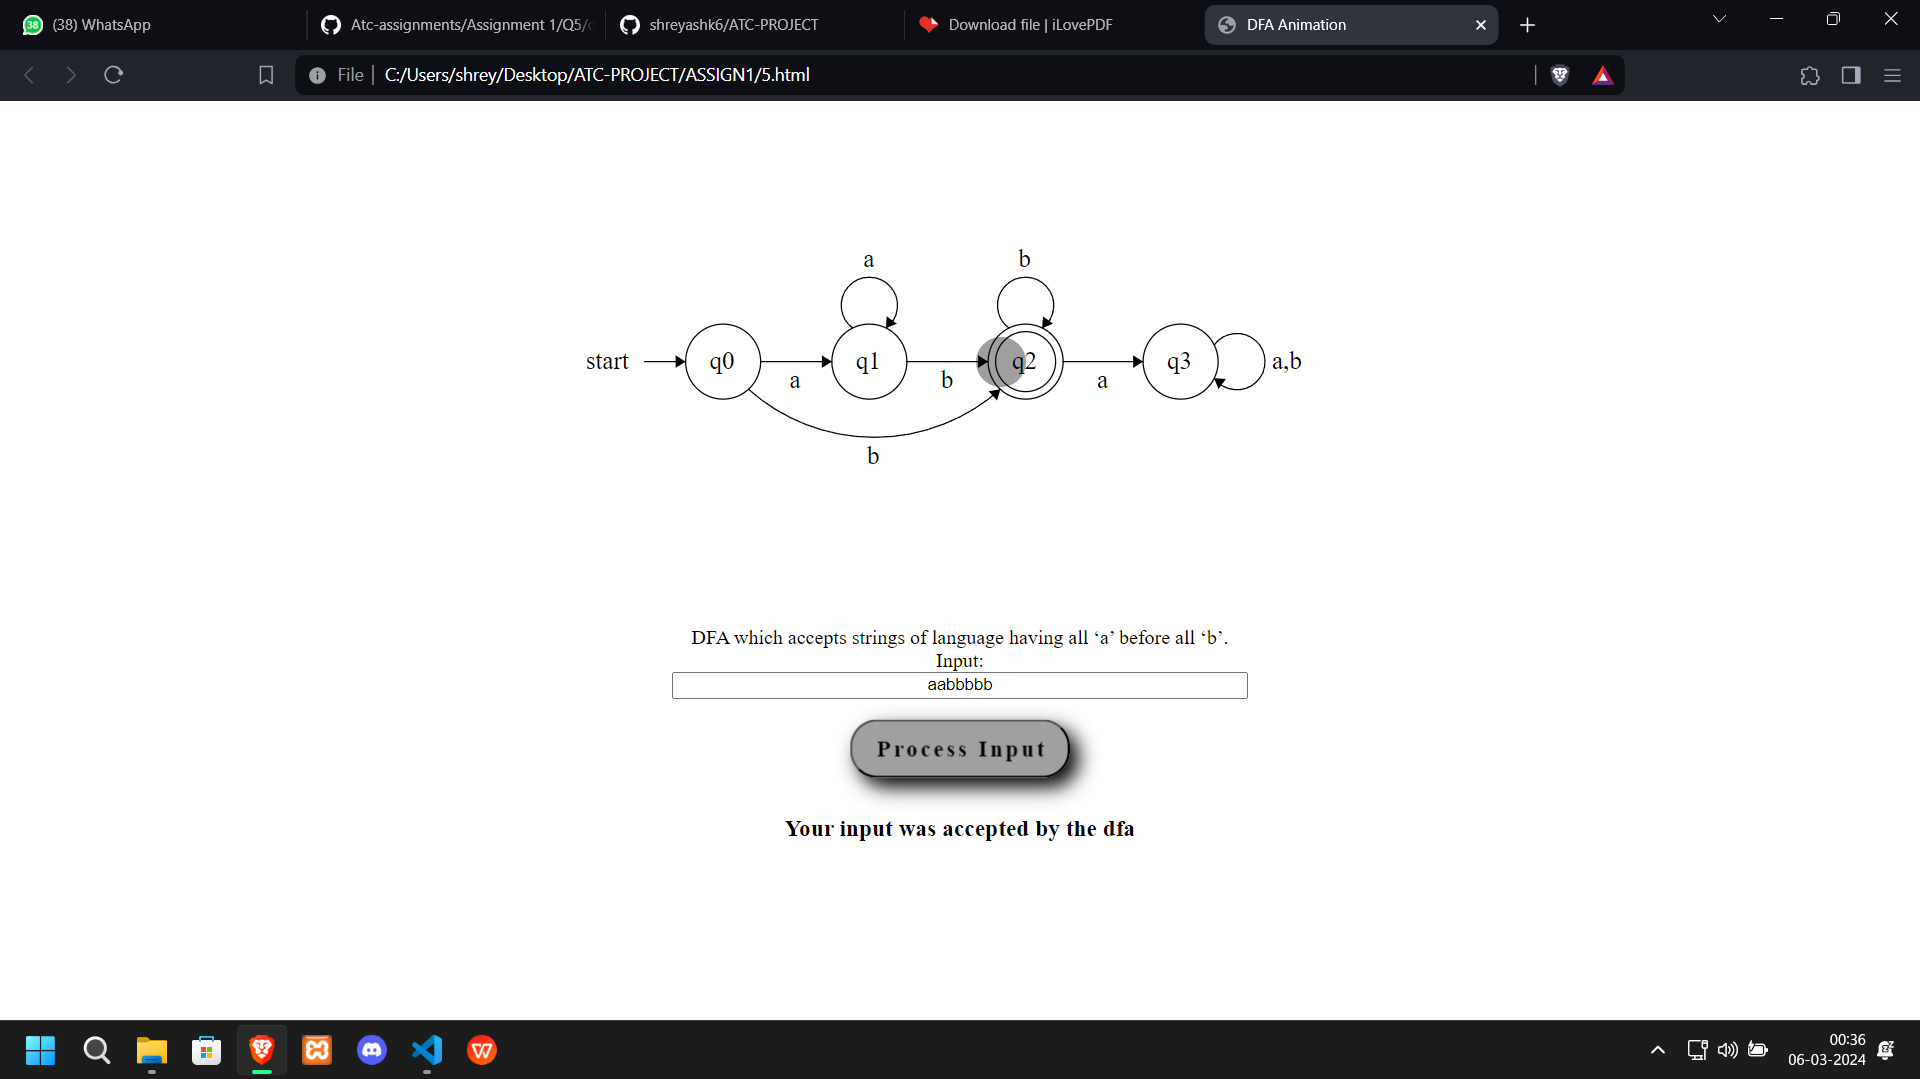 38
(38) WhatsApp
Atc-assignments/Assignment 1/Q5/
shreyashk6/ATC-PROJECT
Download file | iLovePDF
DFA Animation
File
C:/Users/shrey/Desktop/ATC-PROJECT/ASSIGN1/5.html
a
b
start
q0
q1
q2
q3
a,b
a
b
a
b
DFA which accepts strings of language having all ‘a’ before all ‘b’.
Input:
aabbbbb
Process Input
Your input was accepted by the dfa
00:36
06-03-2024